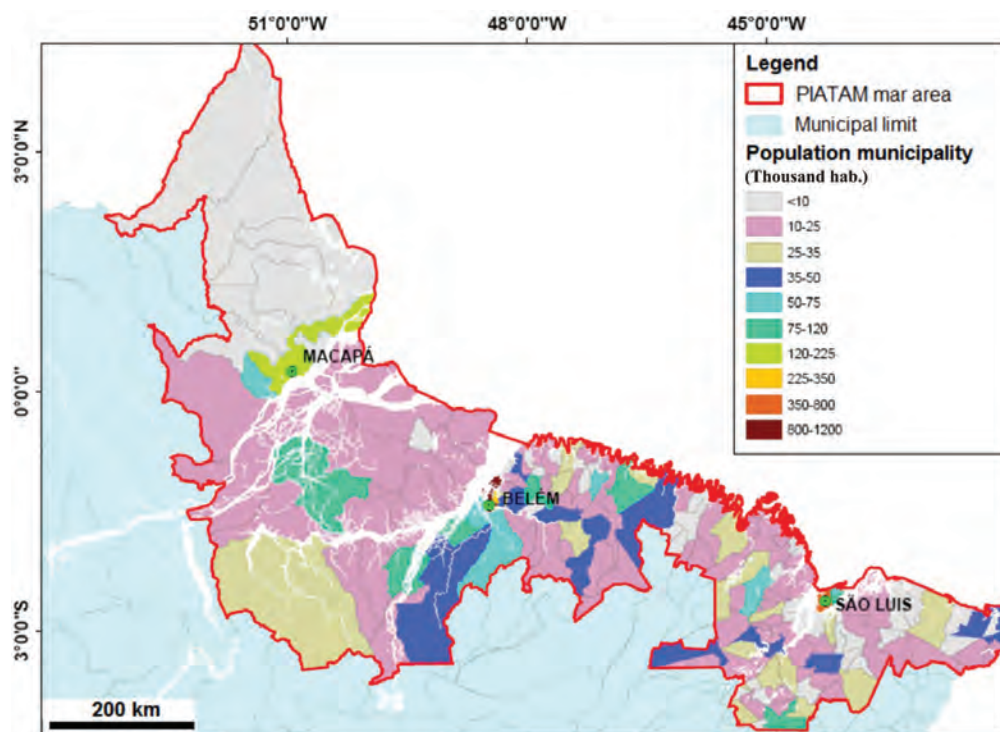 51°0'0"W 48°0'0"W 45°0'0"W
Legend
PIATAM mar area
Municipal limit
Population municipality
(Thousand hab.)
<10
10-25
25-35
35-50
50-75
75-120
120-225
225-350
350-800
800-1200
3°0'0"N
0°0'0"
3°0'0"S
MACAPÁ
BELÉM
SÃO LUIS
200 km